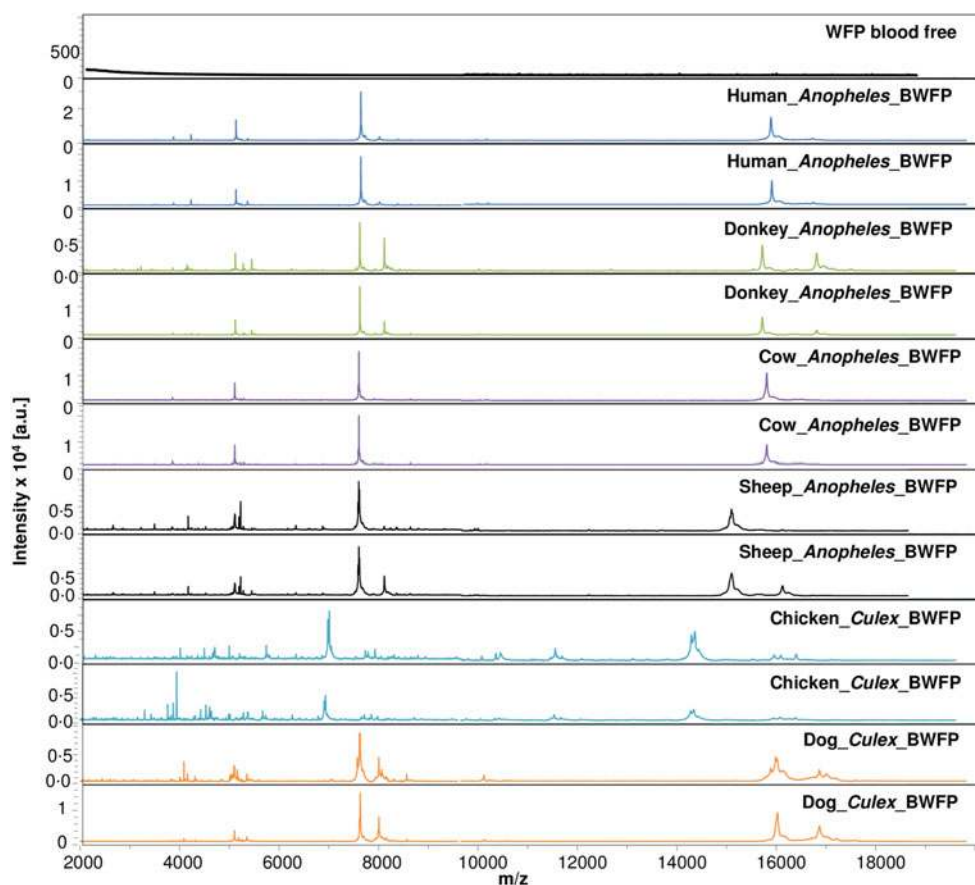 WFP blood free
500
0
Human_Anopheles_BWFP
2
0
Human_Anopheles_BWFP
1
0
Donkey_Anopheles_BWFP
0·5
0·0
Donkey_Anopheles_BWFP
1
0
Cow_Anopheles_BWFP
1
0
Cow_Anopheles_BWFP
1
0
Sheep_Anopheles_BWFP
0·5
0·0
Sheep_Anopheles_BWFP
0·5
0·0
Chicken_Culex_BWFP
0·5
0·0
Chicken_Culex_BWFP
0·5
0·0
Dog_Culex_BWFP
0·5
0·0
Dog_Culex_BWFP
1
0
Intensity x 10⁴ [a.u.]
2000 4000 6000 8000 10000 12000 14000 16000 18000
m/z